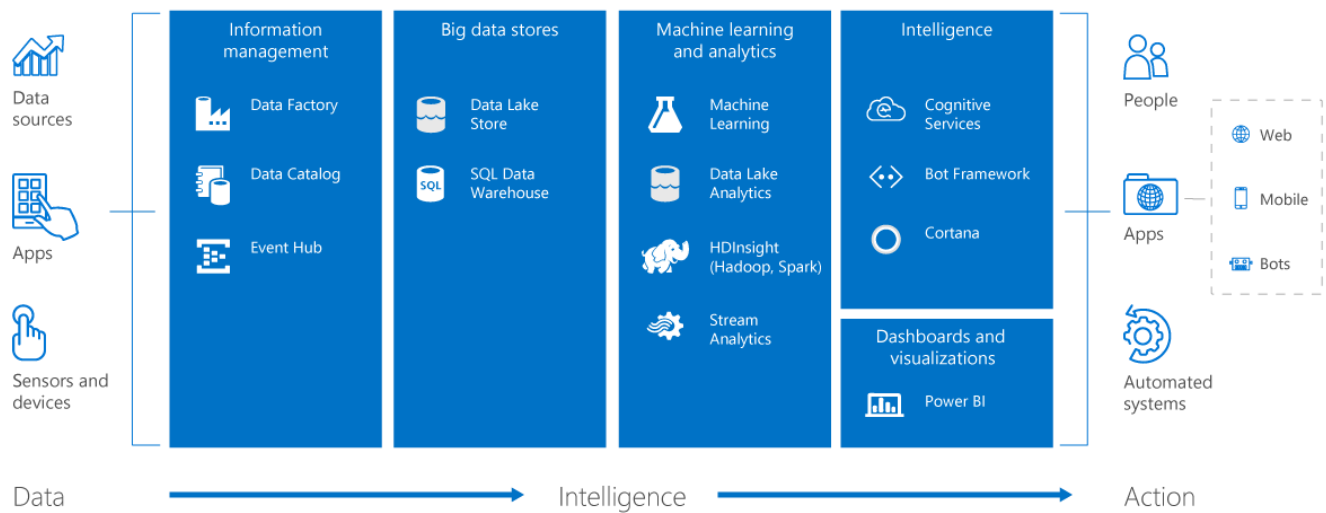 Data
sources
Apps
Sensors and
devices
Information
management
Data Factory
Data Catalog
Event Hub
Big data stores
Data Lake
Store
SQL
SQL Data
Warehouse
Machine learning
and analytics
Machine
Learning
Data Lake
Analytics
HDInsight
(Hadoop, Spark)
Stream
Analytics
Intelligence
Cognitive
Services
Bot Framework
Cortana
Dashboards and
visualizations
Power BI
People
Apps
Automated
systems
Web
Mobile
Bots
Data
Intelligence
Action